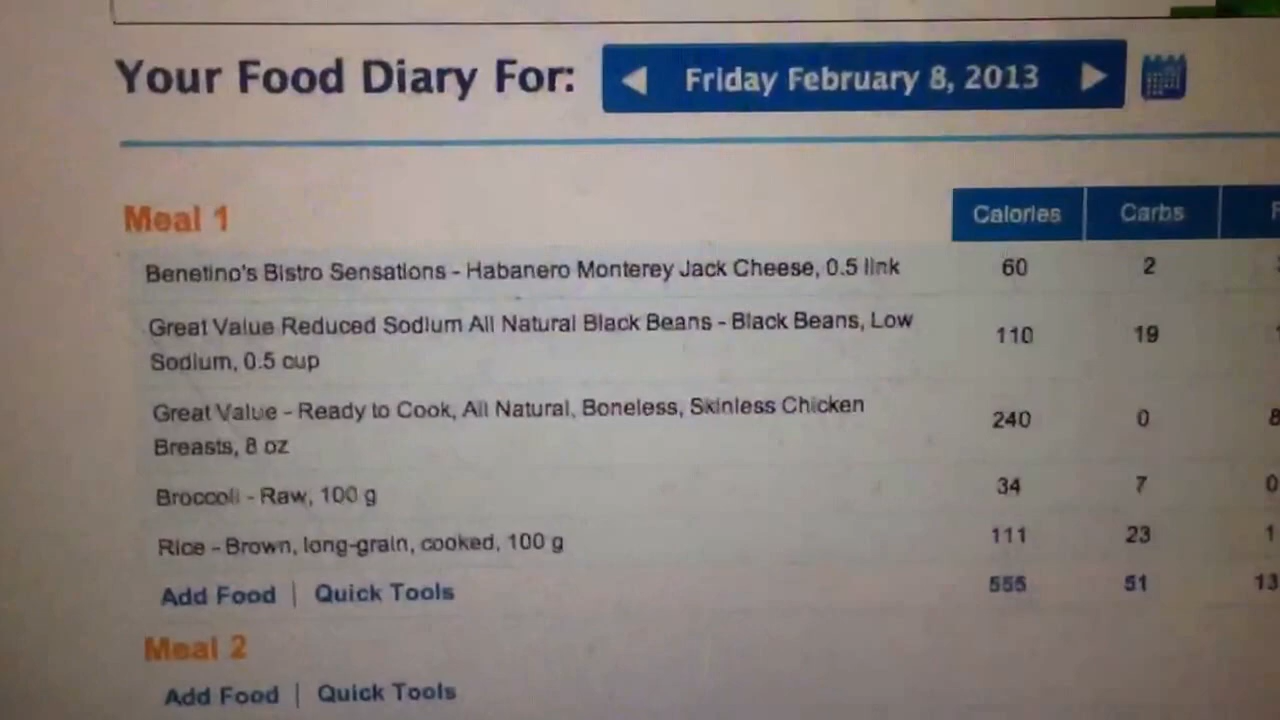 Your Food Diary For:
Friday February 8, 2013
Meal 1
Calories Carbs F
Benetino's Bistro Sensations - Habanero Monterey Jack Cheese, 0.5 link 60 2
Great Value Reduced Sodium All Natural Black Beans - Black Beans, Low 110 19
Sodium, 0.5 cup
Great Value - Ready to Cook, All Natural, Boneless, Skinless Chicken 240 0 8
Breasts, 8 oz
Broccoli - Raw, 100 g 34 7 0
Rice - Brown, long-grain, cooked, 100 g 111 23 1
Add Food | Quick Tools 555 51 13
Meal 2
Add Food | Quick Tools